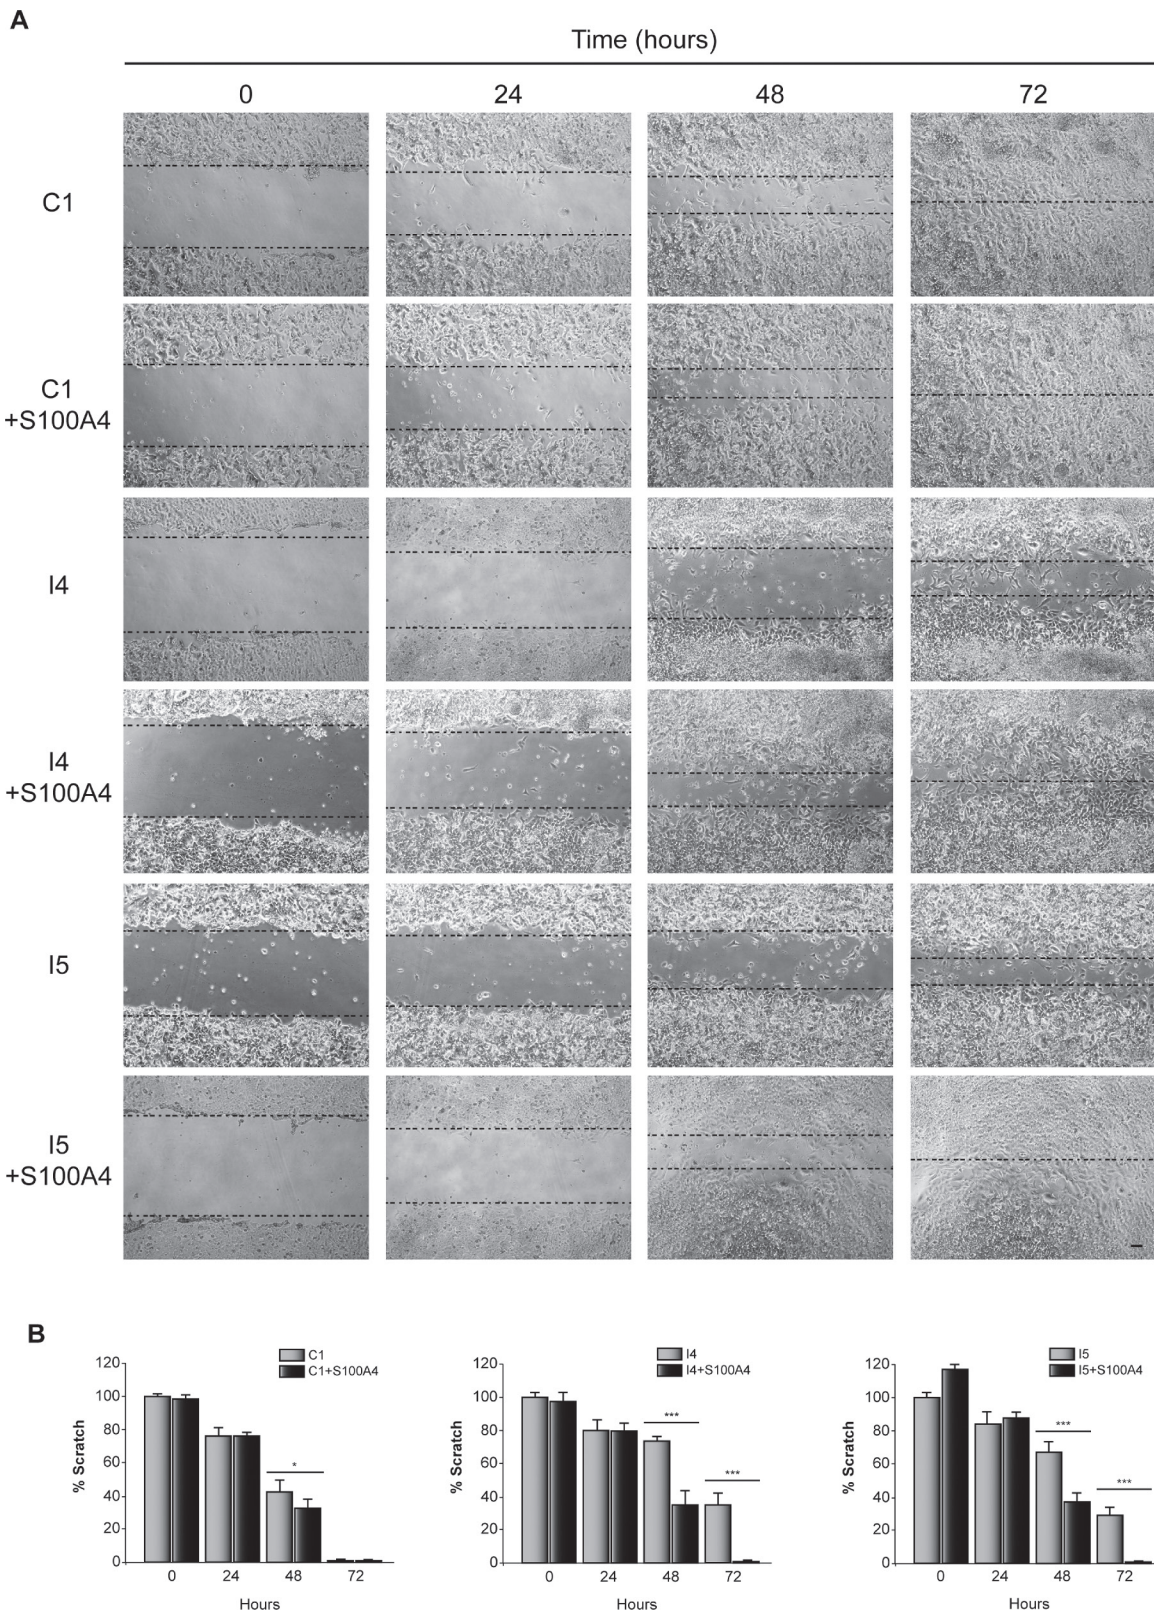 A
Time (hours)
0 24 48 72
C1
C1
+S100A4
I4
I4
+S100A4
I5
I5
+S100A4
B
C1
C1+S100A4
% Scratch
120
100
80
60
40
20
0
*
0 24 48 72
Hours
I4
I4+S100A4
% Scratch
120
100
80
60
40
20
0
***
***
0 24 48 72
Hours
I5
I5+S100A4
% Scratch
120
100
80
60
40
20
0
***
***
0 24 48 72
Hours